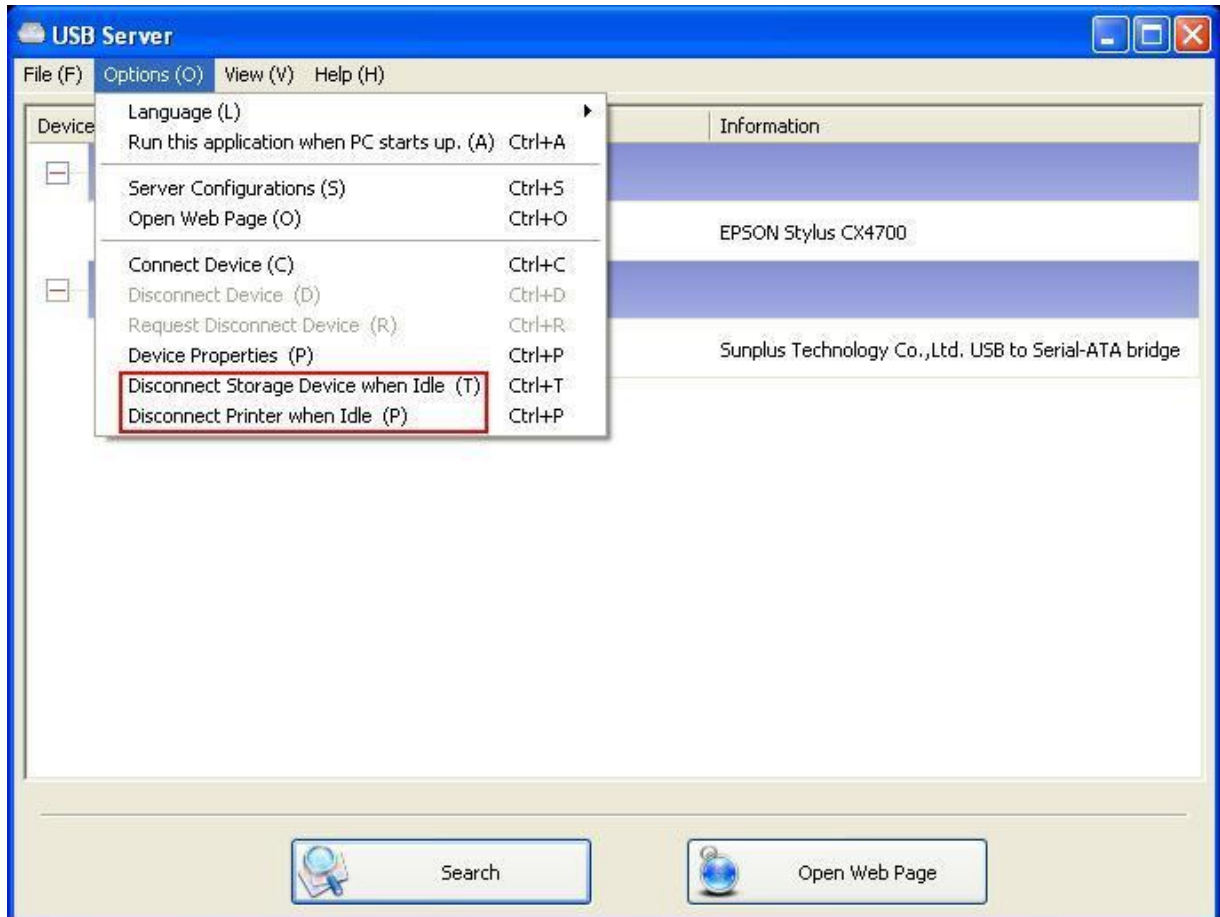 USB Server
File (F) Options (O) View (V) Help (H)
Device Information
Language (L)
Run this application when PC starts up. (A) Ctrl+A
Server Configurations (S) Ctrl+S
Open Web Page (O) Ctrl+O
EPSON Stylus CX4700
Connect Device (C) Ctrl+C
Disconnect Device (D) Ctrl+D
Request Disconnect Device (R) Ctrl+R
Device Properties (P) Ctrl+P
Sunplus Technology Co.,Ltd. USB to Serial-ATA bridge
Disconnect Storage Device when Idle (T) Ctrl+T
Disconnect Printer when Idle (P) Ctrl+P
Search
Open Web Page